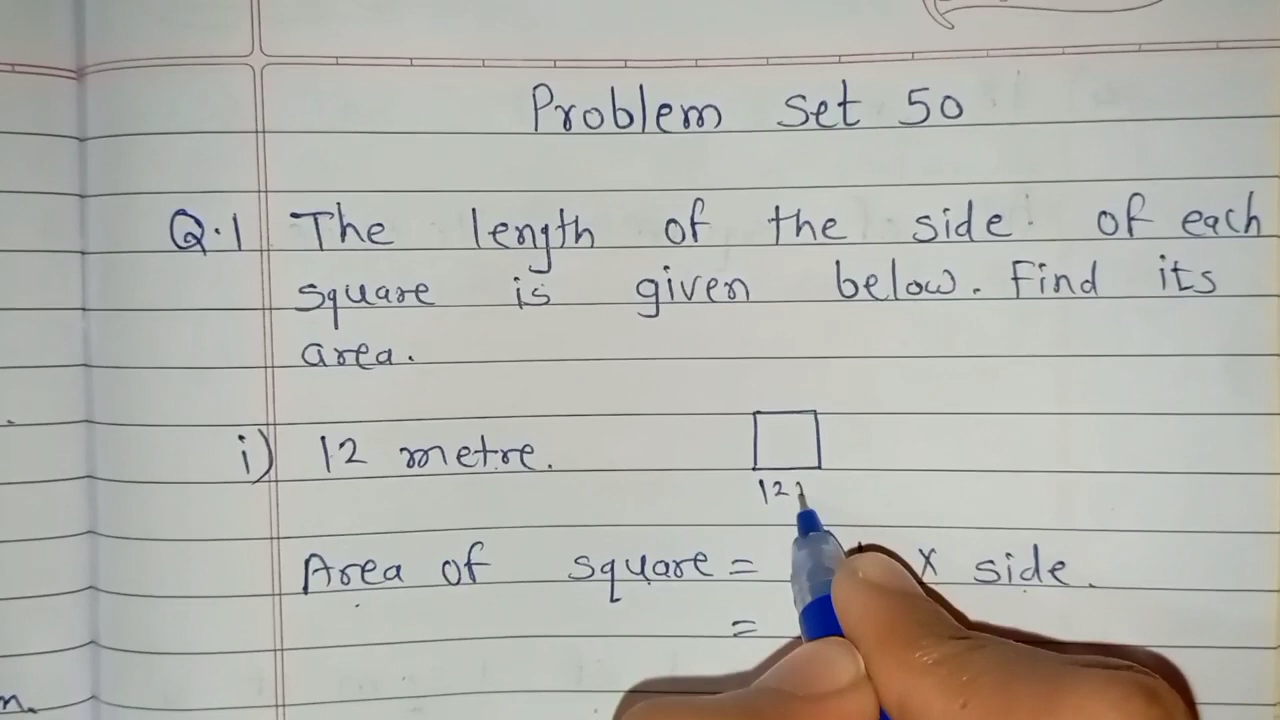 Problem Set 50
Q.1 The length of the side of each
square is given below. Find its
area.
i) 12 metre.
12
Area of square = x side.
=
m.